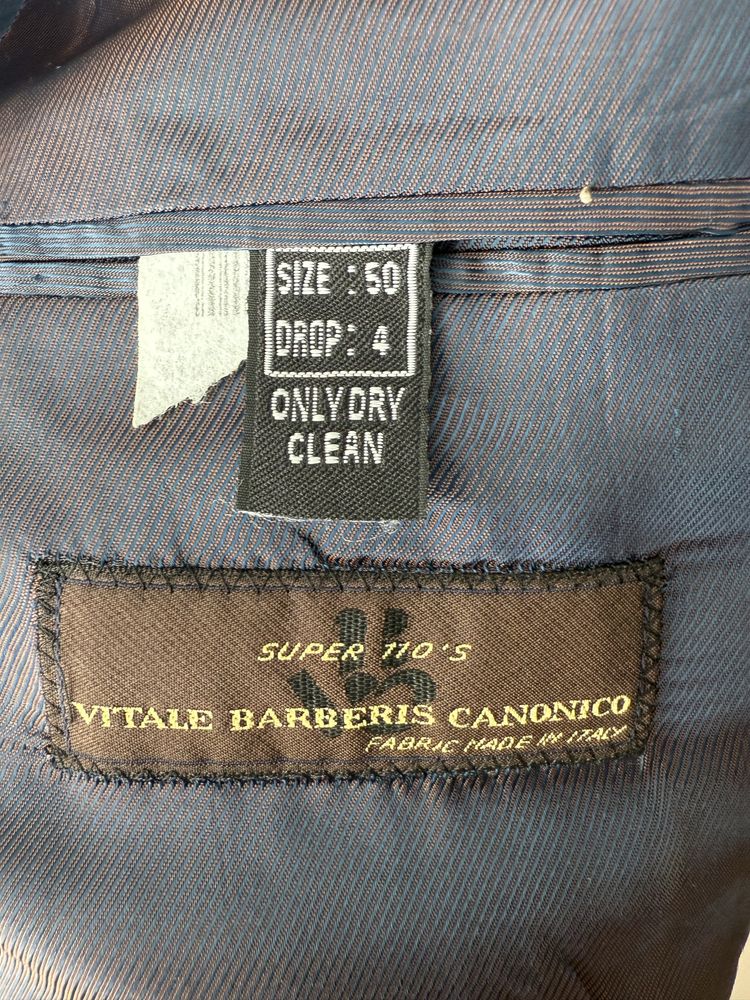 SIZE : 50
DROP: 4
ONLY DRY
CLEAN
SUPER 110'S
VITALE BARBERIS CANONICO
FABRIC MADE IN ITALY